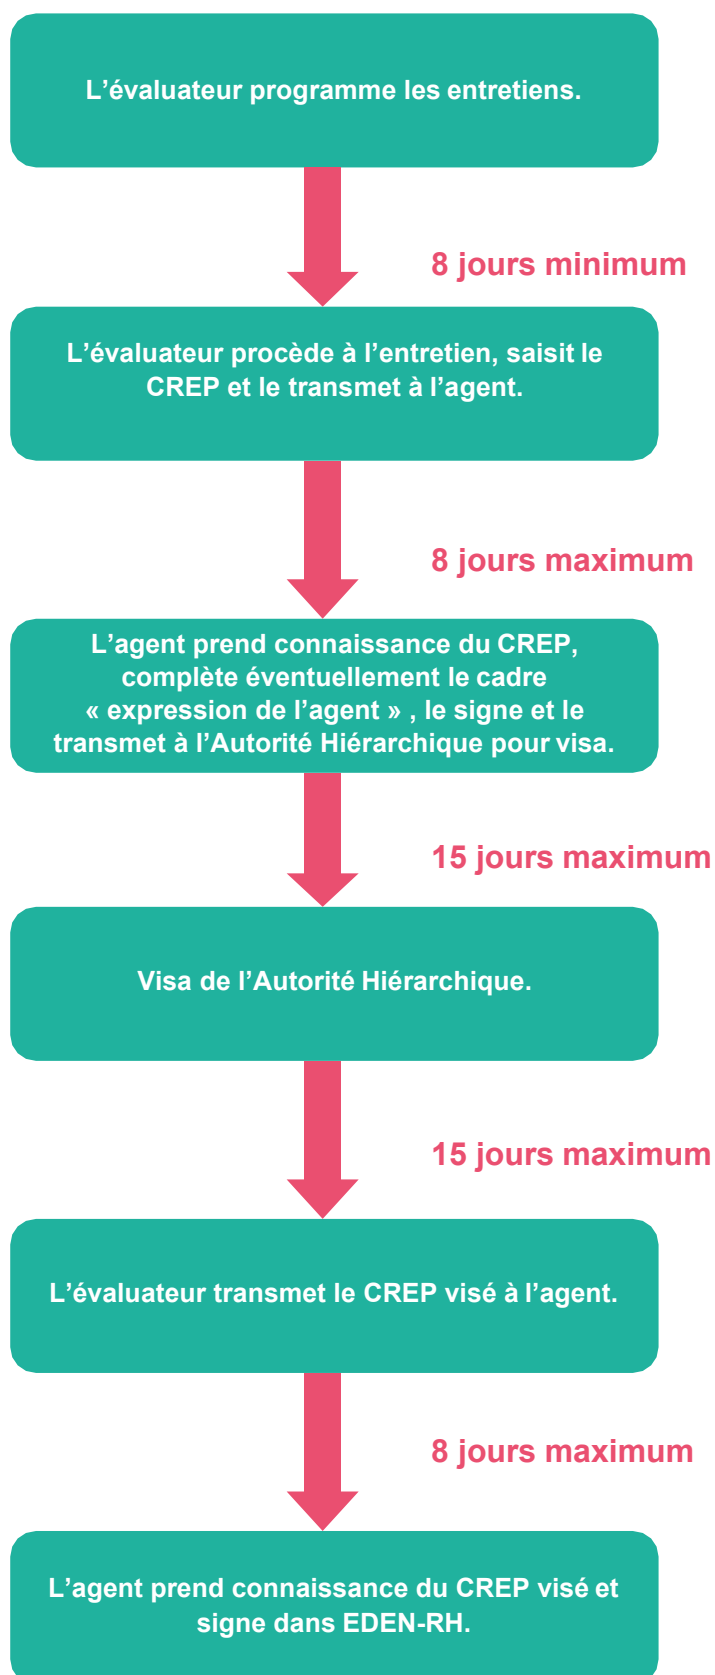 L’évaluateur programme les entretiens.
8 jours minimum
L’évaluateur procède à l’entretien, saisit le
CREP et le transmet à l’agent.
8 jours maximum
L’agent prend connaissance du CREP,
complète éventuellement le cadre
« expression de l’agent » , le signe et le
transmet à l’Autorité Hiérarchique pour visa.
15 jours maximum
Visa de l’Autorité Hiérarchique.
15 jours maximum
L’évaluateur transmet le CREP visé à l’agent.
8 jours maximum
L’agent prend connaissance du CREP visé et
signe dans EDEN-RH.